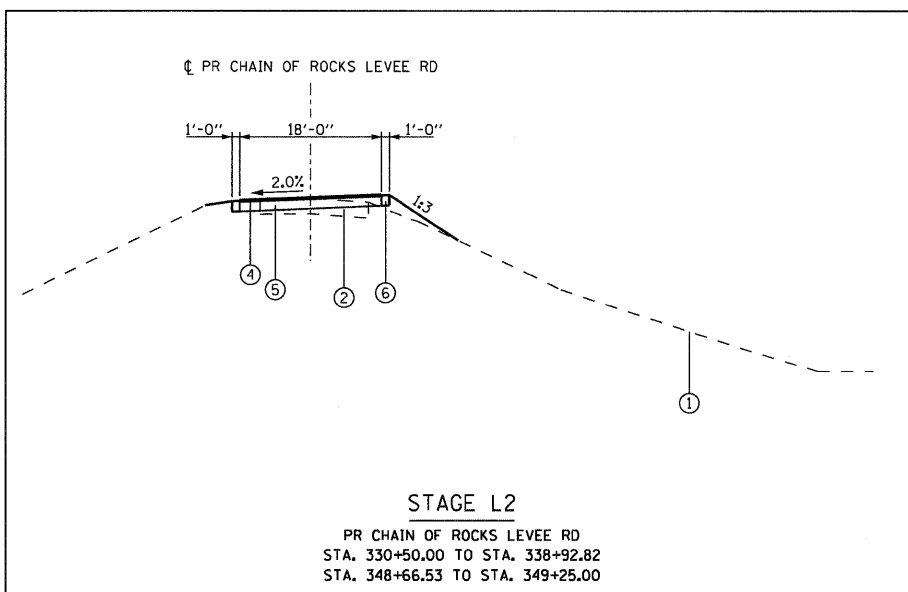 ℄ PR CHAIN OF ROCKS LEVEE RD
1'-0" 18'-0" 1'-0"
2.0%
1:3
4
5
2
6
1
STAGE L2
PR CHAIN OF ROCKS LEVEE RD
STA. 330+50.00 TO STA. 338+92.82
STA. 348+66.53 TO STA. 349+25.00